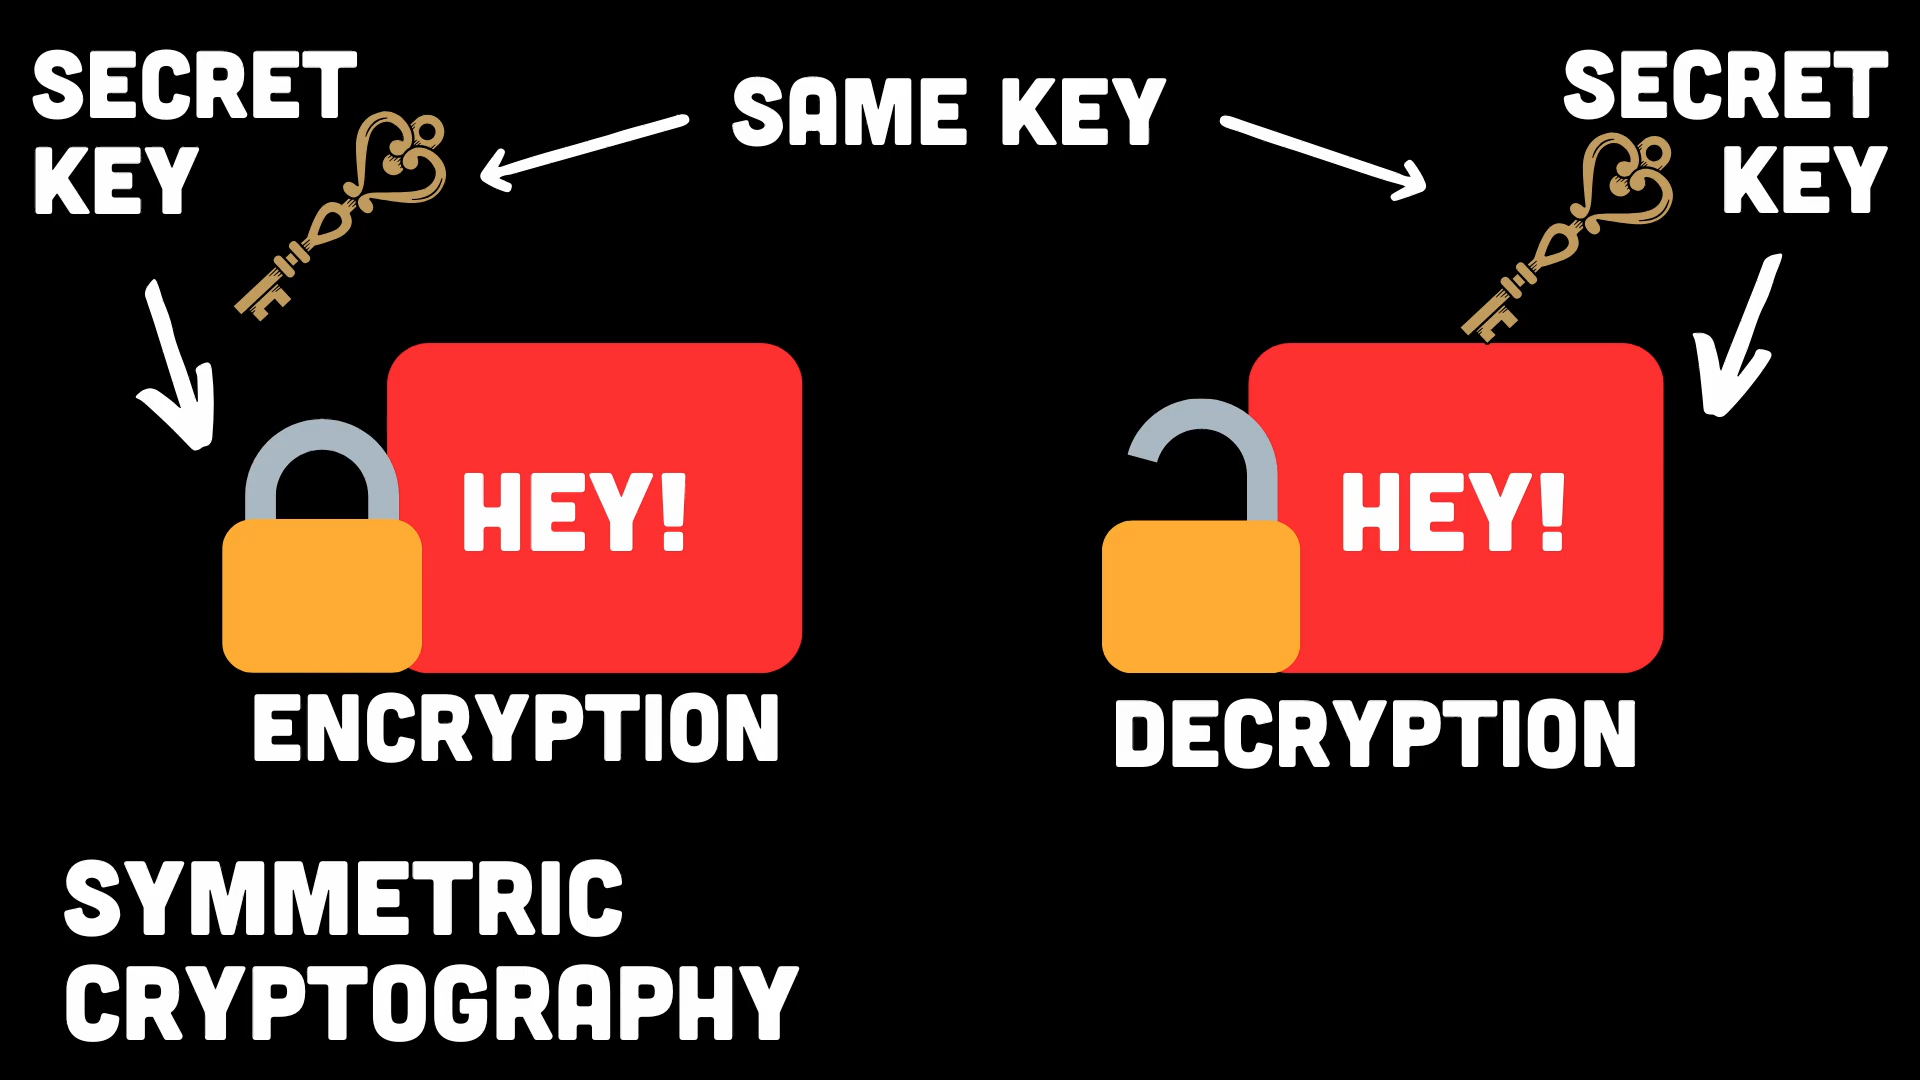 SECRET
KEY
SAME KEY
SECRET
KEY
HEY!
ENCRYPTION
HEY!
DECRYPTION
SYMMETRIC
CRYPTOGRAPHY